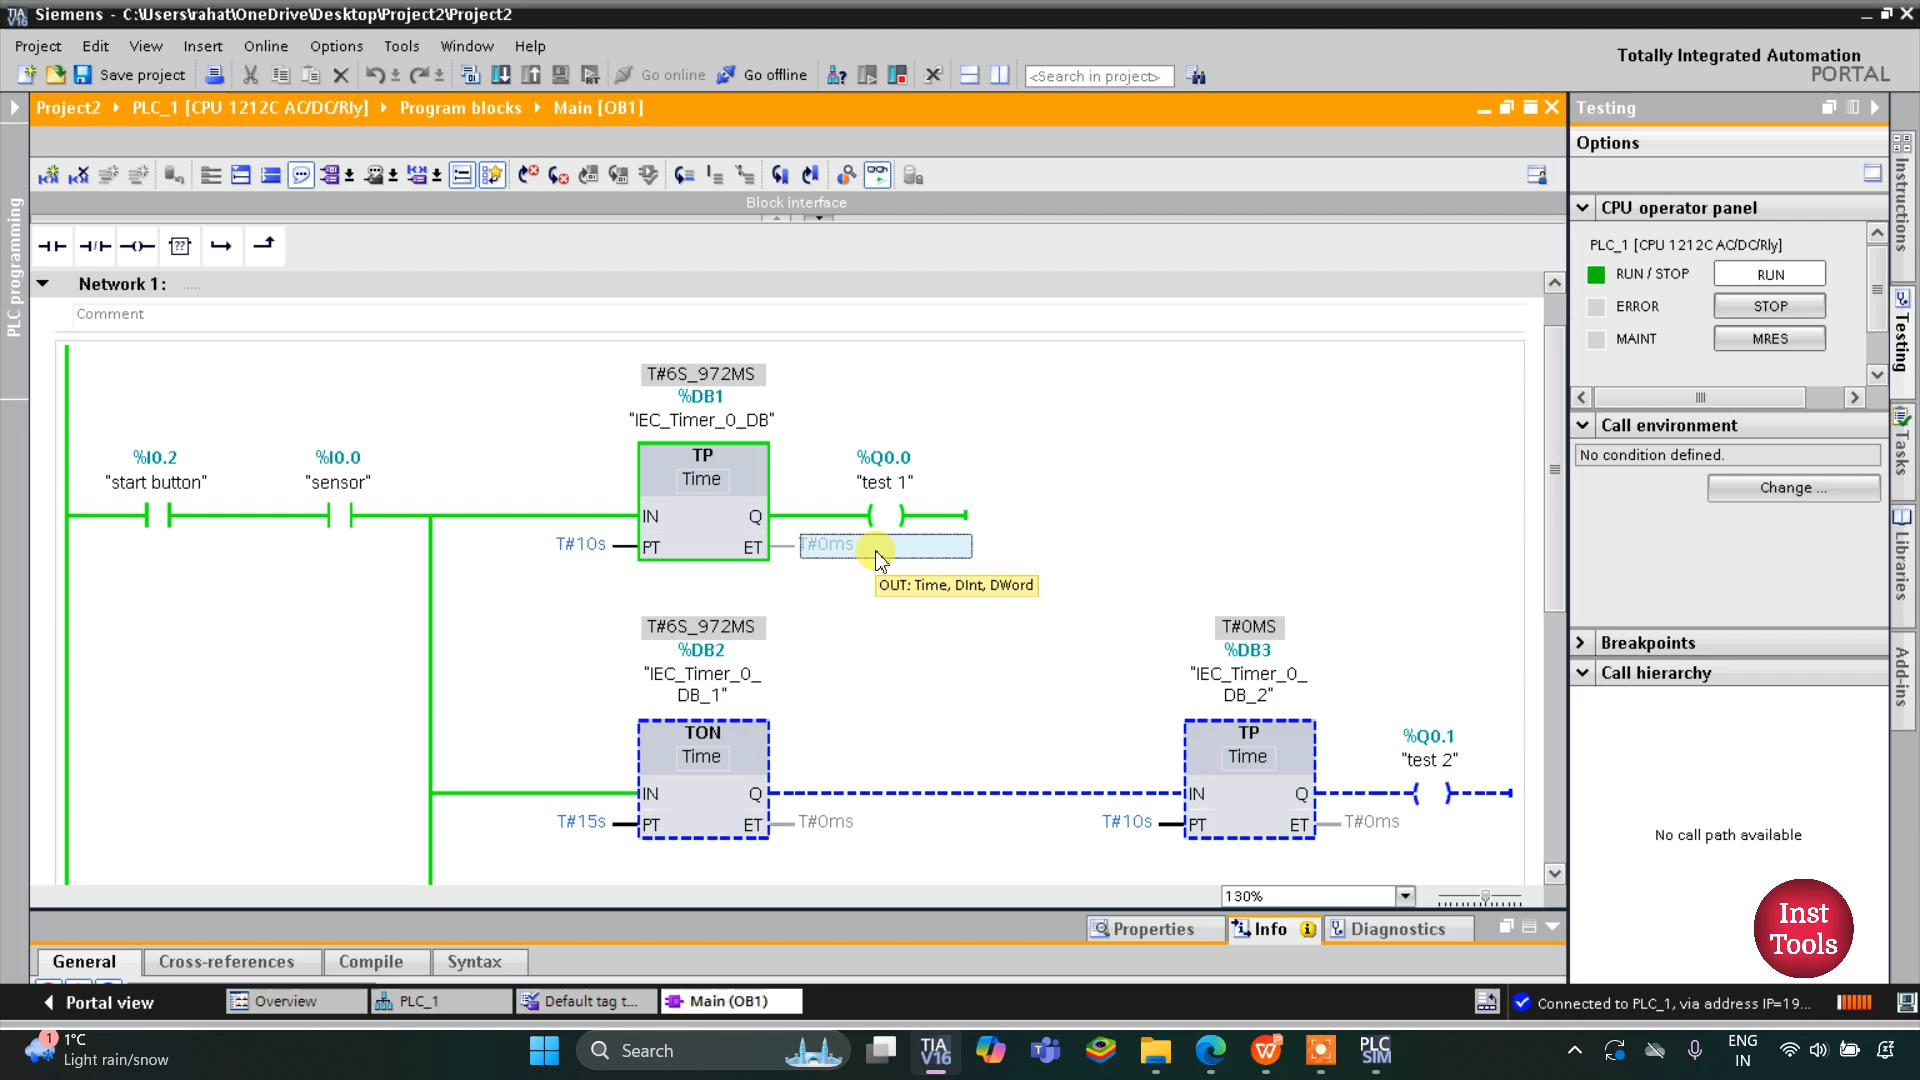 Siemens - C:\Users\rahat\OneDrive\Desktop\Project2\Project2
Project Edit View Insert Online Options Tools Window Help
Totally Integrated Automation
PORTAL
Save project Go online Go offline <Search in project>
Project2 PLC_1 [CPU 1212C AC/DC/Rly] Program blocks Main [OB1]
Testing
Options
Block interface
CPU operator panel
PLC_1 [CPU 1212C AC/DC/Rly]
RUN / STOP RUN
ERROR STOP
MAINT MRES
Call environment
No condition defined.
Change ...
Breakpoints
Call hierarchy
No call path available
PLC programming
Instructions
Testing
Tasks
Libraries
Add-ins
??
Network 1: .....
Comment
T#6S_972MS
%DB1
"IEC_Timer_0_DB"
%I0.2
"start button"
%I0.0
"sensor"
TP
Time
%Q0.0
"test 1"
IN Q
T#10s PT ET T#0ms
OUT: Time, DInt, DWord
T#6S_972MS
%DB2
"IEC_Timer_0_
DB_1"
TON
Time
IN Q
T#15s PT ET T#0ms
T#0MS
%DB3
"IEC_Timer_0_
DB_2"
TP
Time
%Q0.1
"test 2"
IN Q
T#10s PT ET T#0ms
130%
Properties Info Diagnostics
General Cross-references Compile Syntax
Inst
Tools
Portal view Overview PLC_1 Default tag t... Main (OB1) Connected to PLC_1, via address IP=19...
1
1°C
Light rain/snow
Search
TIA
V16
PLC
SIM
ENG
IN